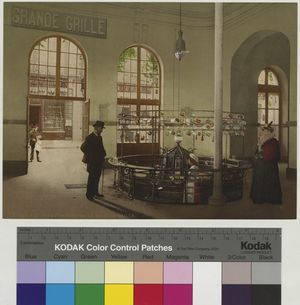 GRANDE GRILLE
KODAK Color Control Patches
Kodak
Blue Cyan Green Yellow Red Magenta White 3/Color Black